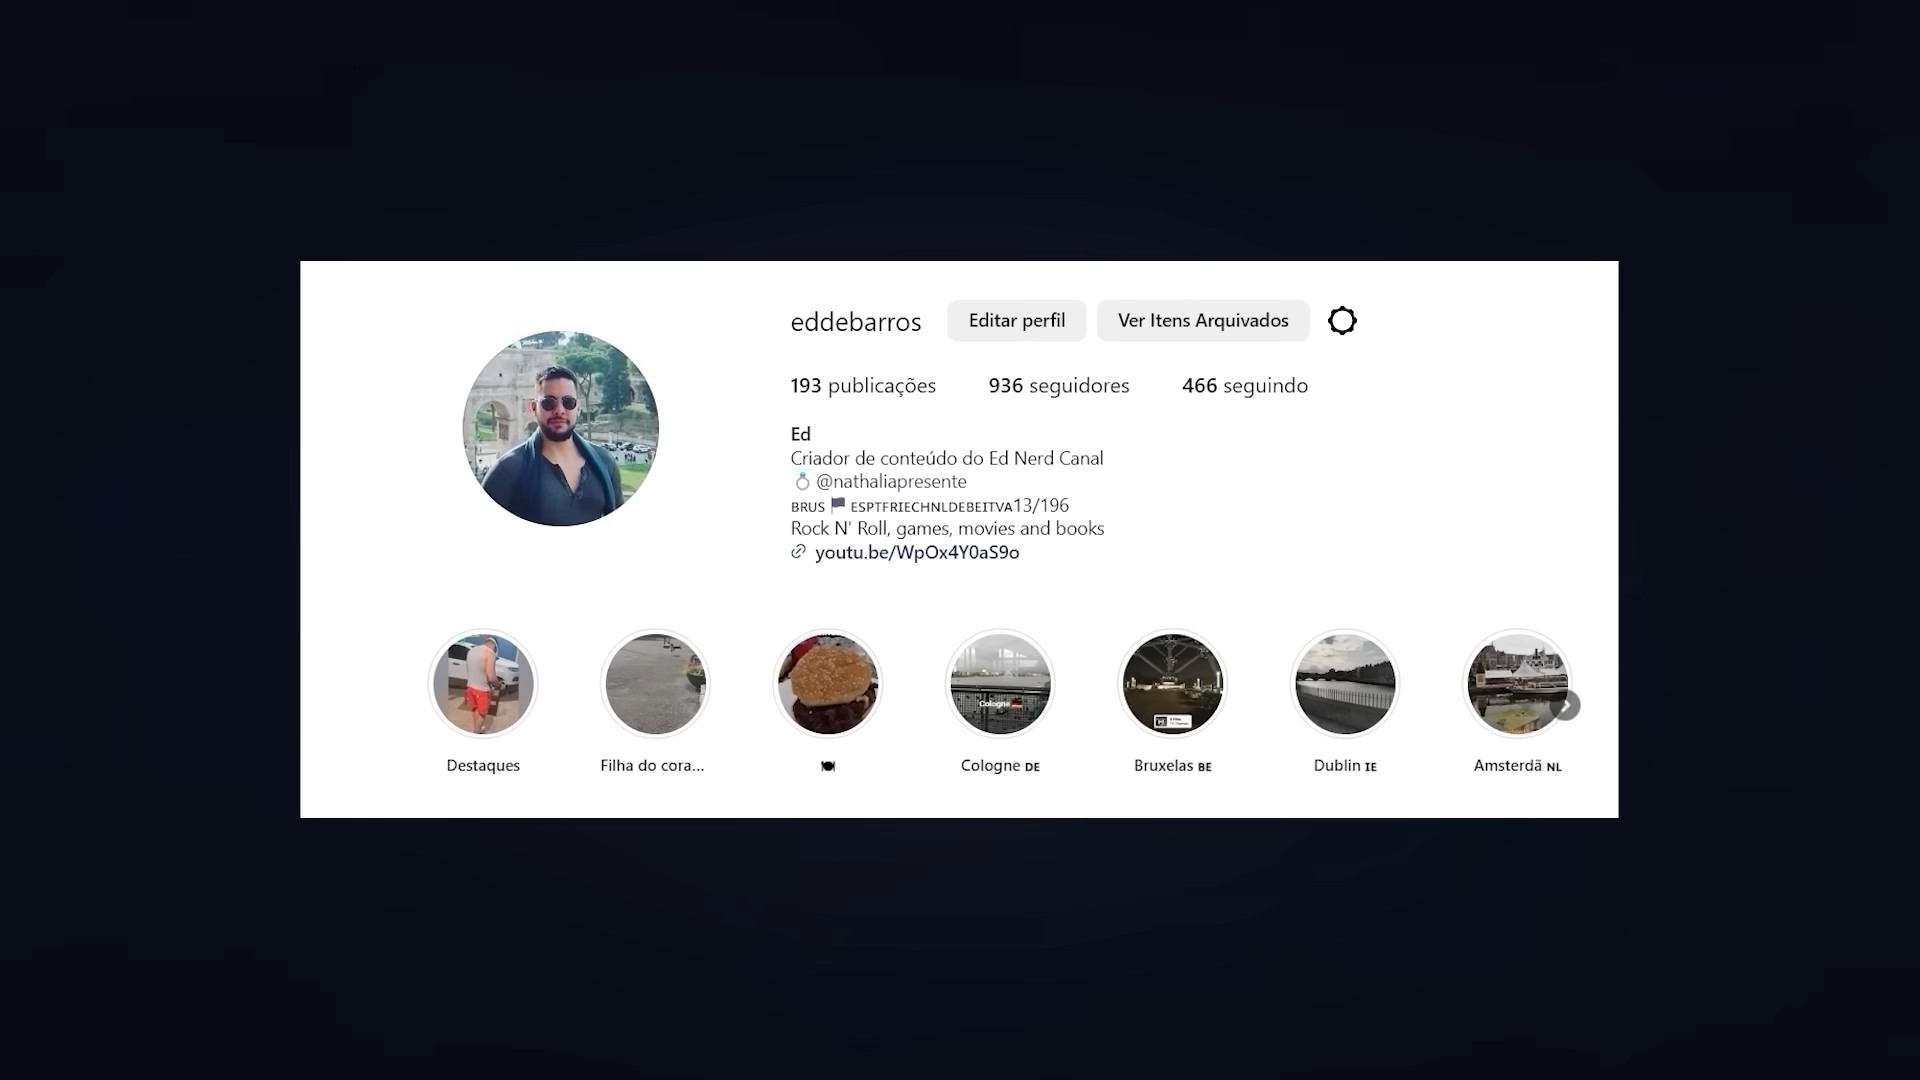 eddebarros Editar perfil Ver Itens Arquivados
193 publicações 936 seguidores 466 seguindo
Ed
Criador de conteúdo do Ed Nerd Canal
💍 @nathaliapresente
BRUS 🏴 ESPTFRIECHNLDEBEITVA13/196
Rock N' Roll, games, movies and books
youtu.be/WpOx4Y0aS9o
Cologne
Destaques Filha do cora... 🍽 Cologne DE Bruxelas BE Dublin IE Amsterdã NL